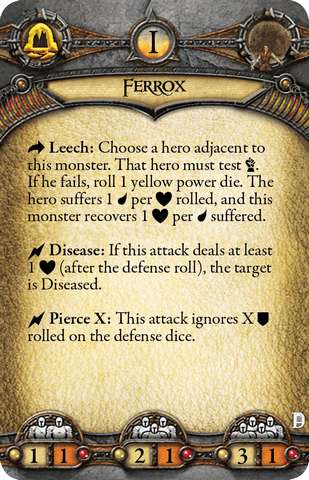 I
FERROX
Leech: Choose a hero adjacent to
this monster. That hero must test .
If he fails, roll 1 yellow power die. The
hero suffers 1 per rolled, and this
monster recovers 1 per suffered.
Disease: If this attack deals at least
1 (after the defense roll), the target
is Diseased.
Pierce X: This attack ignores X
rolled on the defense dice.
1 1 2 1 3 1